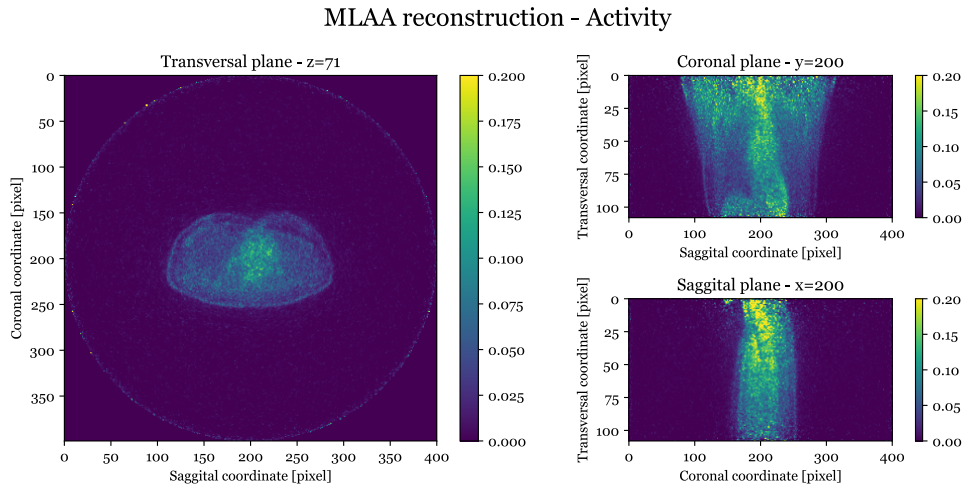 MLAA reconstruction - Activity
Transversal plane - z=71
0
50
100
150
200
250
300
350
0 50 100 150 200 250 300 350 400
Coronal coordinate [pixel]
Saggital coordinate [pixel]
0.200
0.175
0.150
0.125
0.100
0.075
0.050
0.025
0.000
Coronal plane - y=200
0
25
50
75
100
0 100 200 300 400
Transversal coordinate [pixel]
Saggital coordinate [pixel]
0.20
0.15
0.10
0.05
0.00
Saggital plane - x=200
0
25
50
75
100
0 100 200 300 400
Transversal coordinate [pixel]
Coronal coordinate [pixel]
0.20
0.15
0.10
0.05
0.00